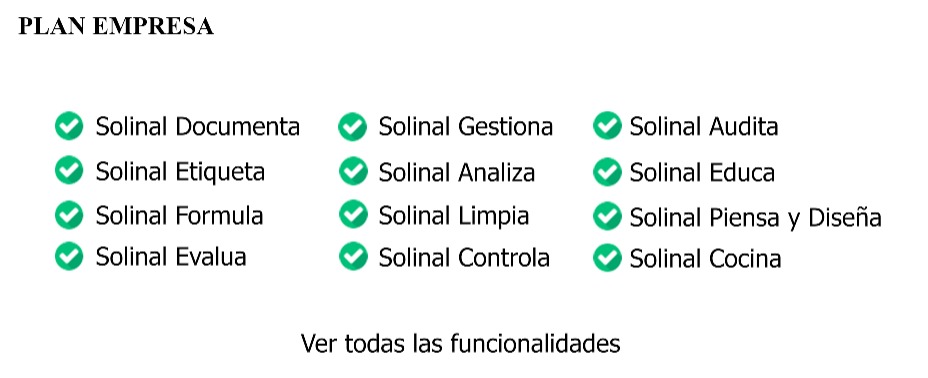 PLAN EMPRESA
Solinal Documenta
Solinal Etiqueta
Solinal Formula
Solinal Evalua
Solinal Gestiona
Solinal Analiza
Solinal Limpia
Solinal Controla
Solinal Audita
Solinal Educa
Solinal Piensa y Diseña
Solinal Cocina
Ver todas las funcionalidades